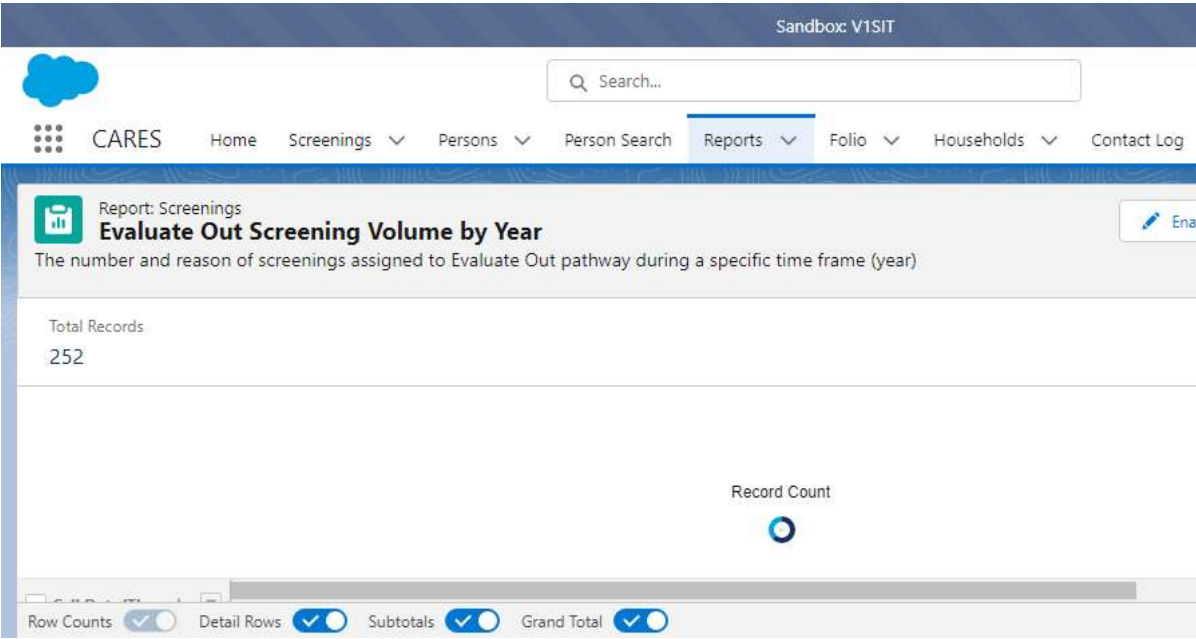 Sandbox: V1SIT
Search...
CARES Home Screenings Persons Person Search Reports Folio Households Contact Log
Report: Screenings
Evaluate Out Screening Volume by Year
Ena
The number and reason of screenings assigned to Evaluate Out pathway during a specific time frame (year)
Total Records
252
Record Count
Row Counts Detail Rows Subtotals Grand Total